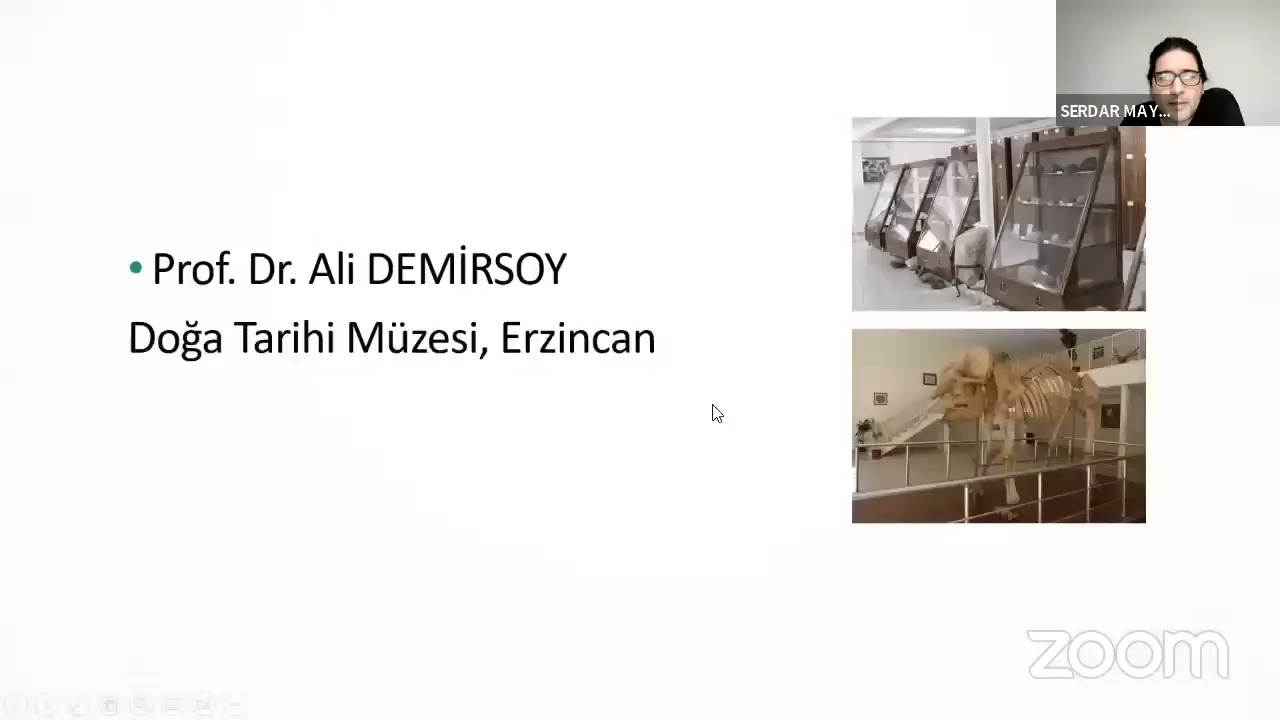 SERDAR MAY...
• Prof. Dr. Ali DEMİRSOY
Doğa Tarihi Müzesi, Erzincan
zoom